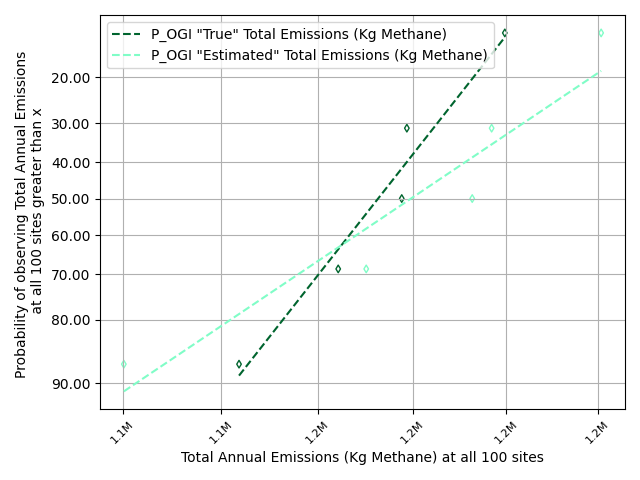 P_OGI "True" Total Emissions (Kg Methane)
P_OGI "Estimated" Total Emissions (Kg Methane)
Probability of observing Total Annual Emissions
at all 100 sites greater than x
20.00
30.00
40.00
50.00
60.00
70.00
80.00
90.00
1.1M
1.1M
1.2M
1.2M
1.2M
1.2M
Total Annual Emissions (Kg Methane) at all 100 sites